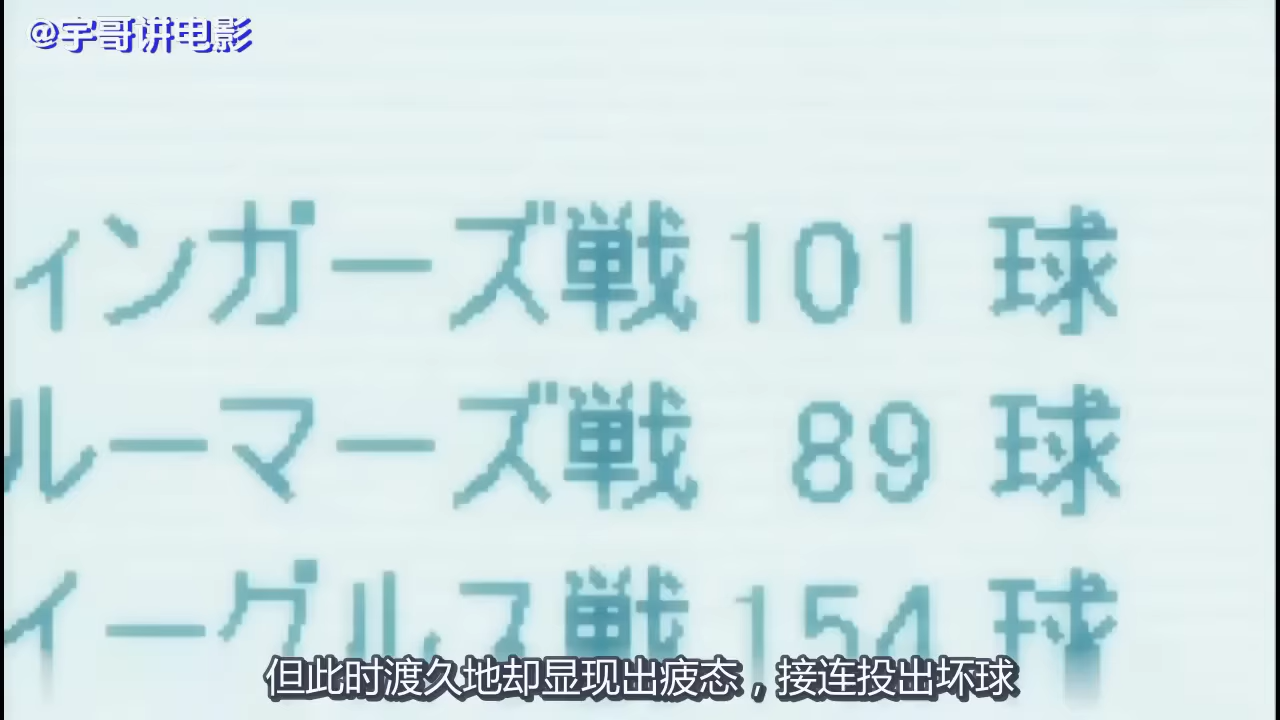 @宇哥讲电影
ィンガーズ戦 101 球
ルーマーズ戦 89 球
イーグルス戦 154 球
但此时渡久地却显现出疲态，接连投出坏球